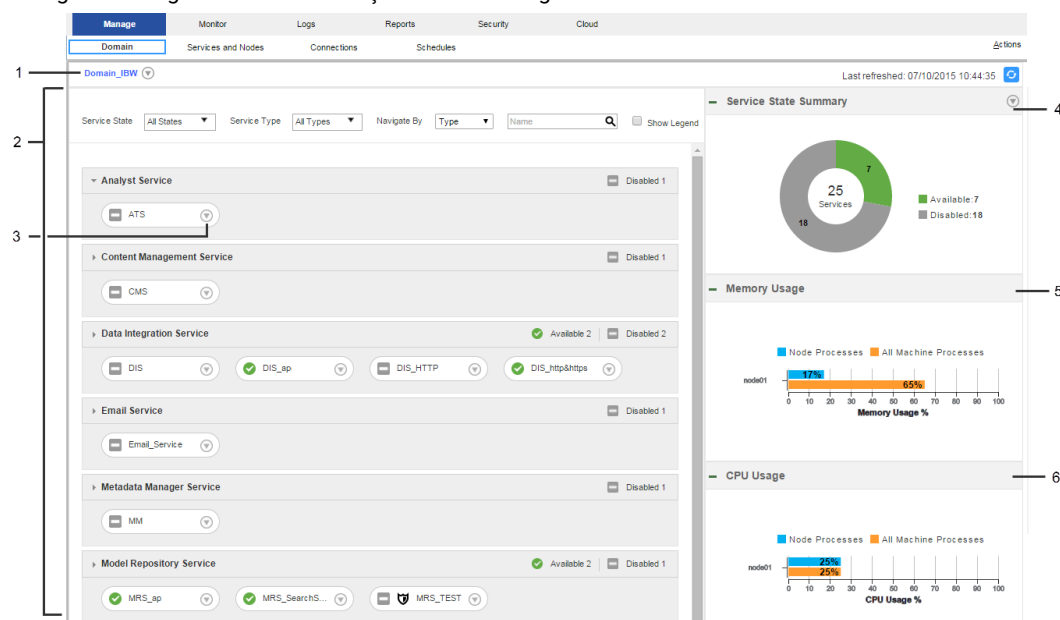 Manage Monitor Logs Reports Security Cloud
Domain Services and Nodes Connections Schedules Actions
1 Domain_IBW Last refreshed: 07/10/2015 10:44:35
2
Service State All States Service Type All Types Navigate By Type Name Show Legend
Analyst Service Disabled 1
ATS
3
Content Management Service Disabled 1
CMS
Data Integration Service Available 2 Disabled 2
DIS DIS_ap DIS_HTTP DIS_http&https
Email Service Disabled 1
Email_Service
Metadata Manager Service Disabled 1
MM
Model Repository Service Available 2 Disabled 1
MRS_ap MRS_SearchS... MRS_TEST
Service State Summary 4
7
25
Services
18
Available:7
Disabled:18
Memory Usage 5
Node Processes All Machine Processes
node01 17%
65%
0 10 20 30 40 50 60 70 80 90 100
Memory Usage %
CPU Usage 6
Node Processes All Machine Processes
node01 25%
25%
0 10 20 30 40 50 60 70 80 90 100
CPU Usage %